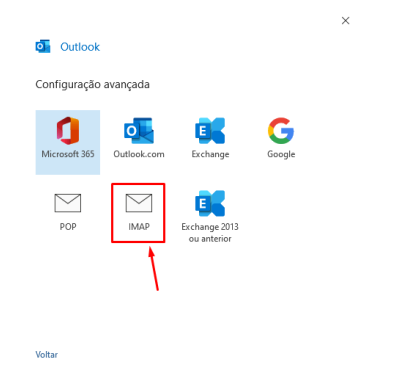 Outlook
Configuração avançada
Microsoft 365
Outlook.com
Exchange
Google
POP
IMAP
Exchange 2013
ou anterior
Voltar